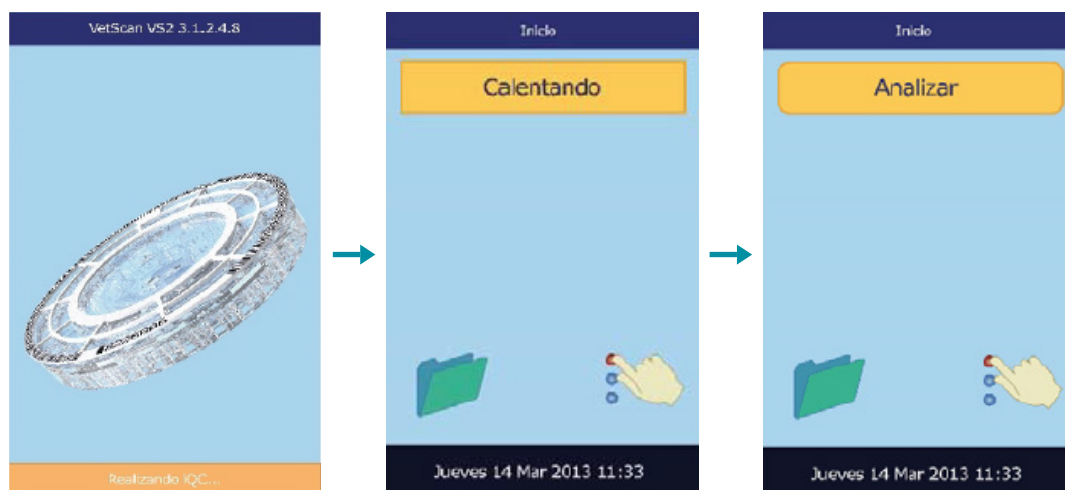 VetScan VS2 3.1.2.4.8
Realizando iQC...
Inicio
Calentando
Jueves 14 Mar 2013 11:33
Inicio
Analizar
Jueves 14 Mar 2013 11:33